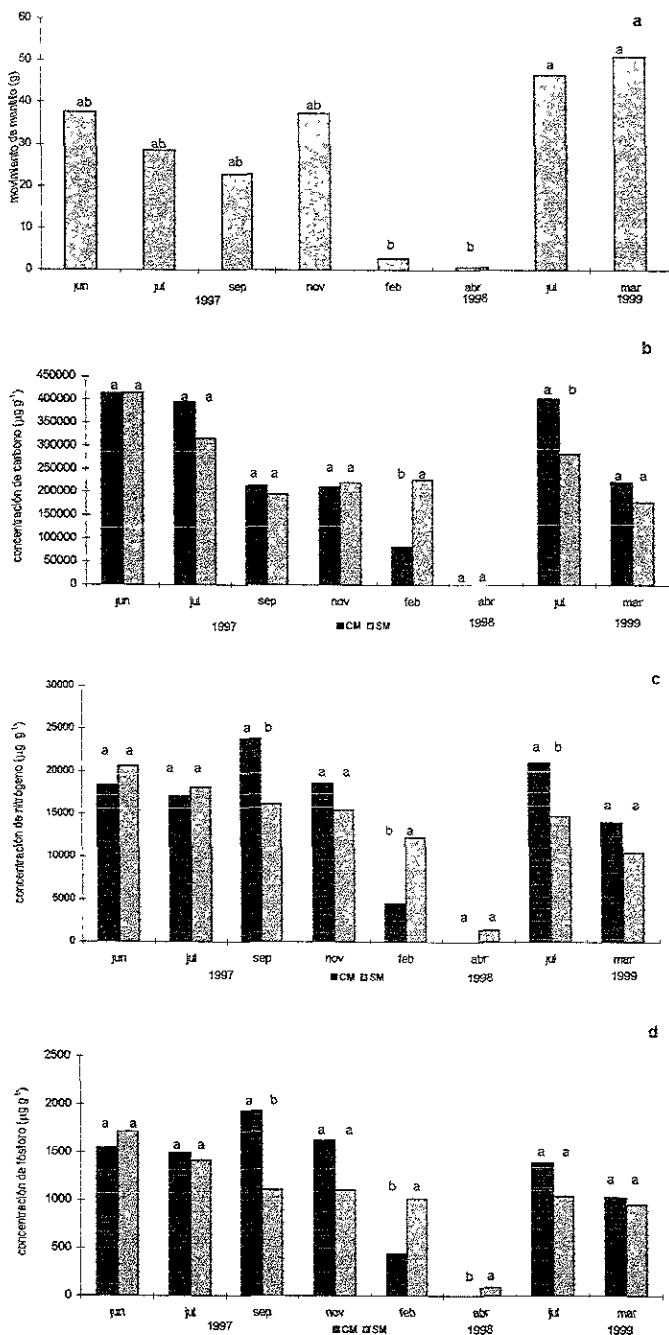 a
movimiento de mantillo (g)
60
50
40
30
20
10
0
ab
ab
ab
ab
b
b
a
a
jun
jul
sep
nov
feb
abr
jul
mar
1997
1998
1999
b
concentración de carbono (µg g⁻¹)
450000
400000
350000
300000
250000
200000
150000
100000
50000
0
a a
a a
a a
a a
b a
a a
a b
a a
jun
jul
sep
nov
feb
abr
jul
mar
1997
CM SM
1998
1999
c
concentración de nitrógeno (µg g⁻¹)
30000
25000
20000
15000
10000
5000
0
a a
a a
a b
a a
b a
a a
a b
a a
jun
jul
sep
nov
feb
abr
jul
mar
1997
CM SM
1998
1999
d
concentración de fósforo (µg g⁻¹)
2500
2000
1500
1000
500
0
a a
a a
a b
a a
b a
b a
a a
a a
jun
jul
sep
nov
feb
abr
jul
mar
1997
CM SM
1998
1999